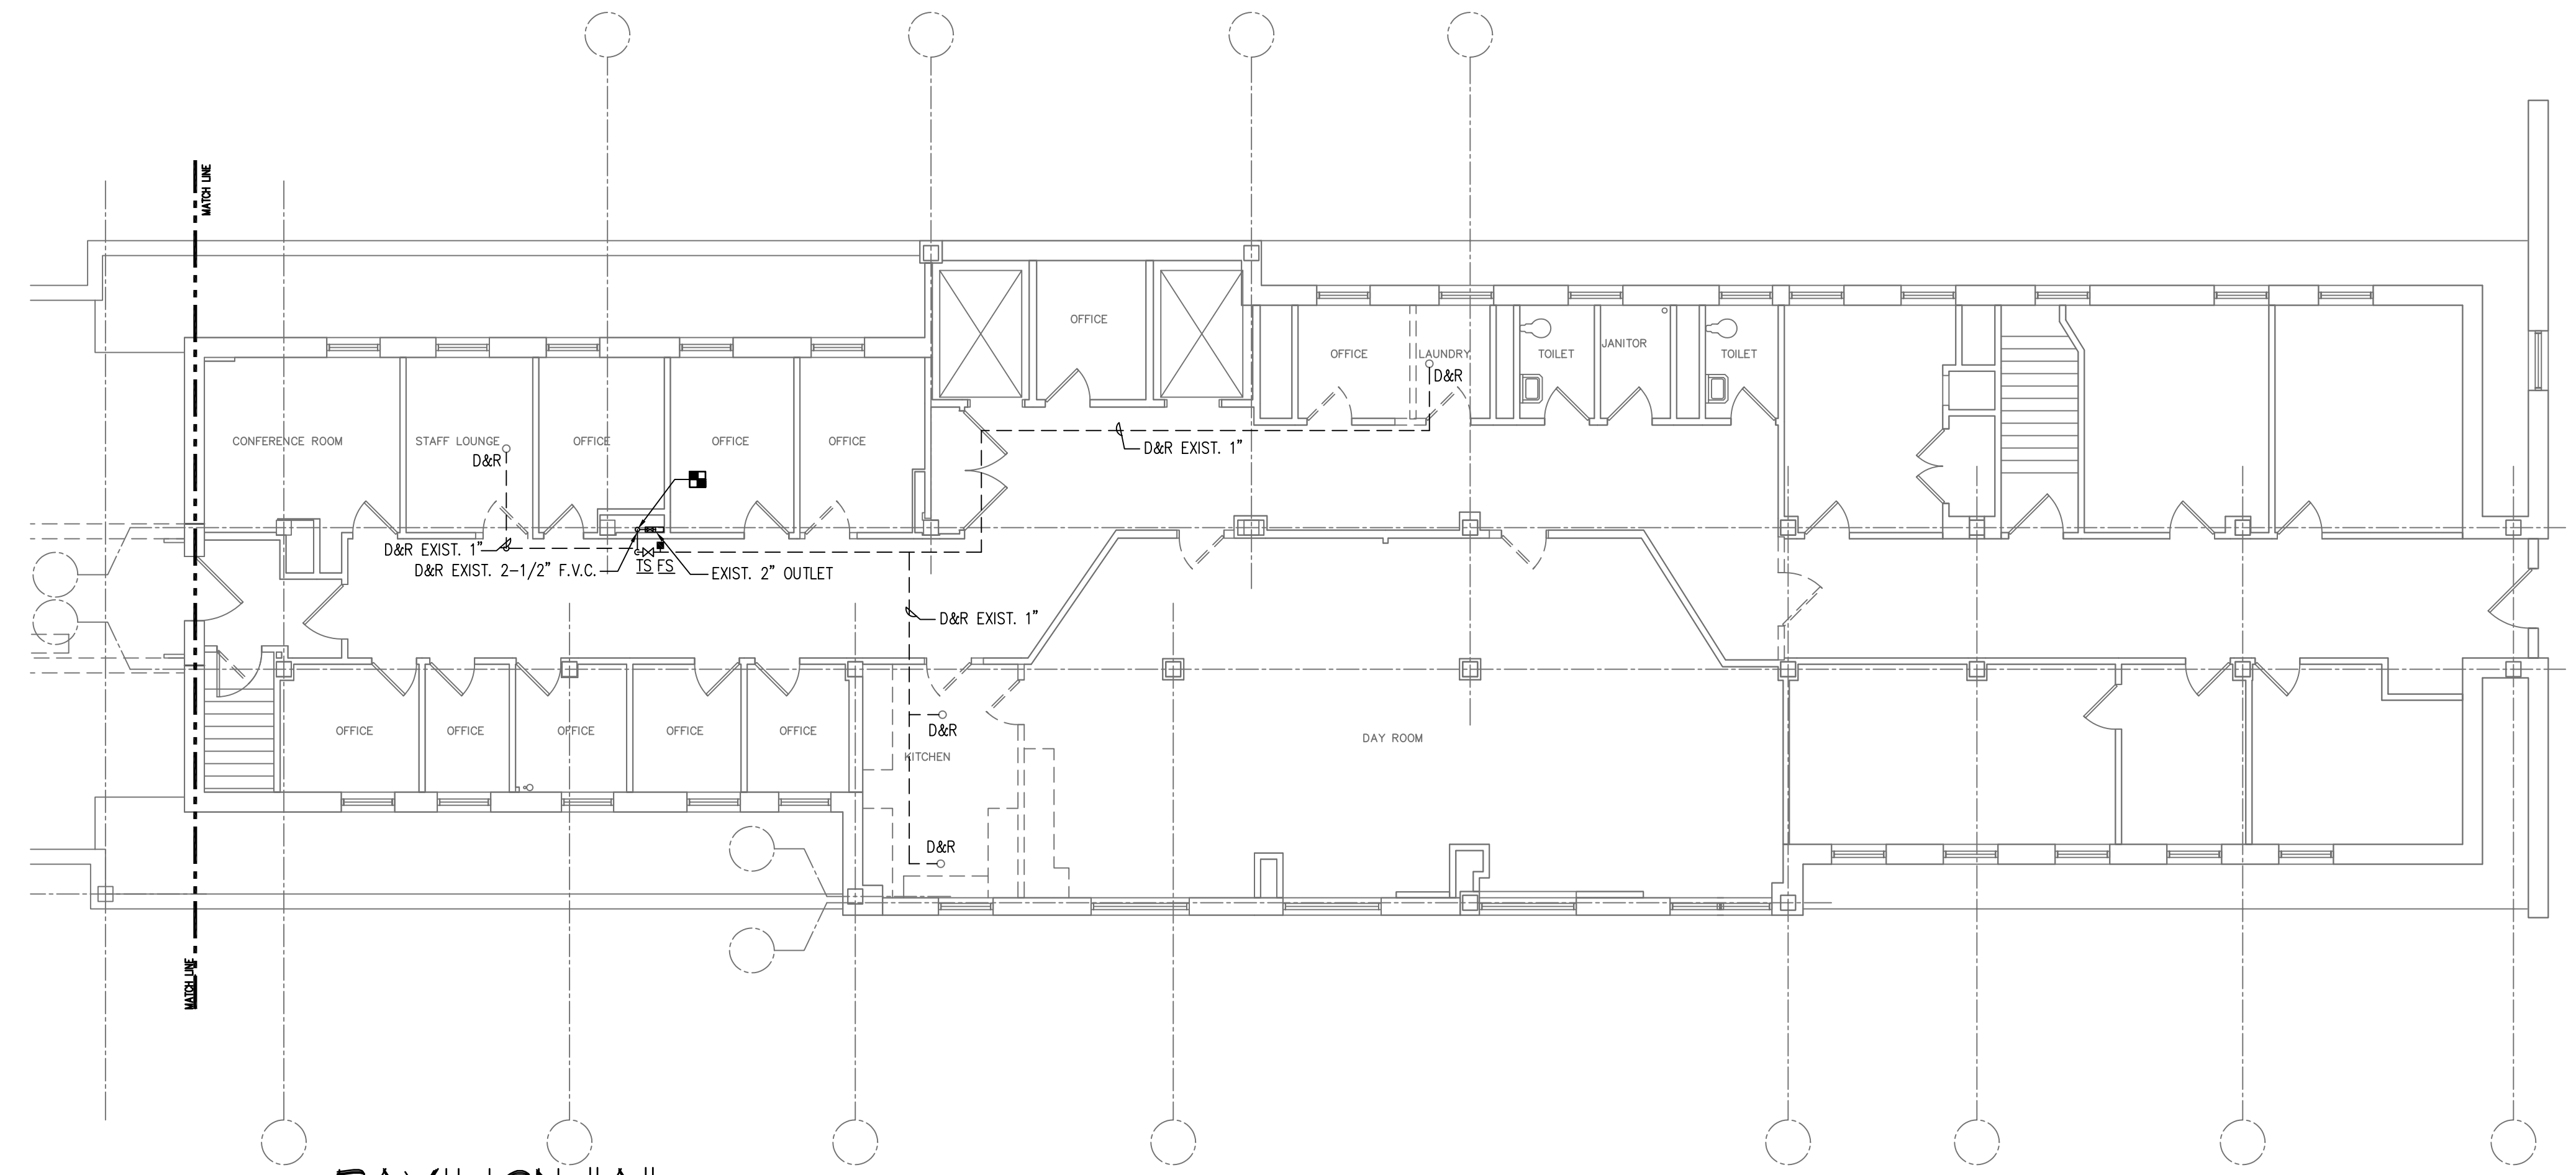 MATCH LINE
OFFICE
OFFICE
LAUNDRY
TOILET
JANITOR
TOILET
D&R
CONFERENCE ROOM
STAFF LOUNGE
OFFICE
OFFICE
OFFICE
D&R
D&R EXIST. 1"
D&R EXIST. 1"
D&R EXIST. 2-1/2" F.V.C.
TS FS
EXIST. 2" OUTLET
D&R EXIST. 1"
OFFICE
OFFICE
OFFICE
OFFICE
OFFICE
D&R
KITCHEN
DAY ROOM
D&R
MATCH LINE